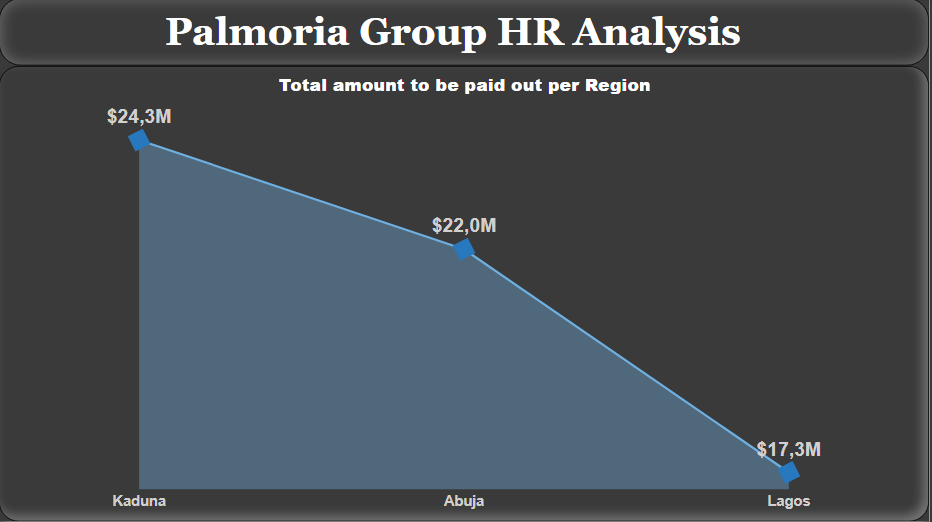 Palmoria Group HR Analysis
Total amount to be paid out per Region
$24,3M
$22,0M
$17,3M
Kaduna Abuja Lagos